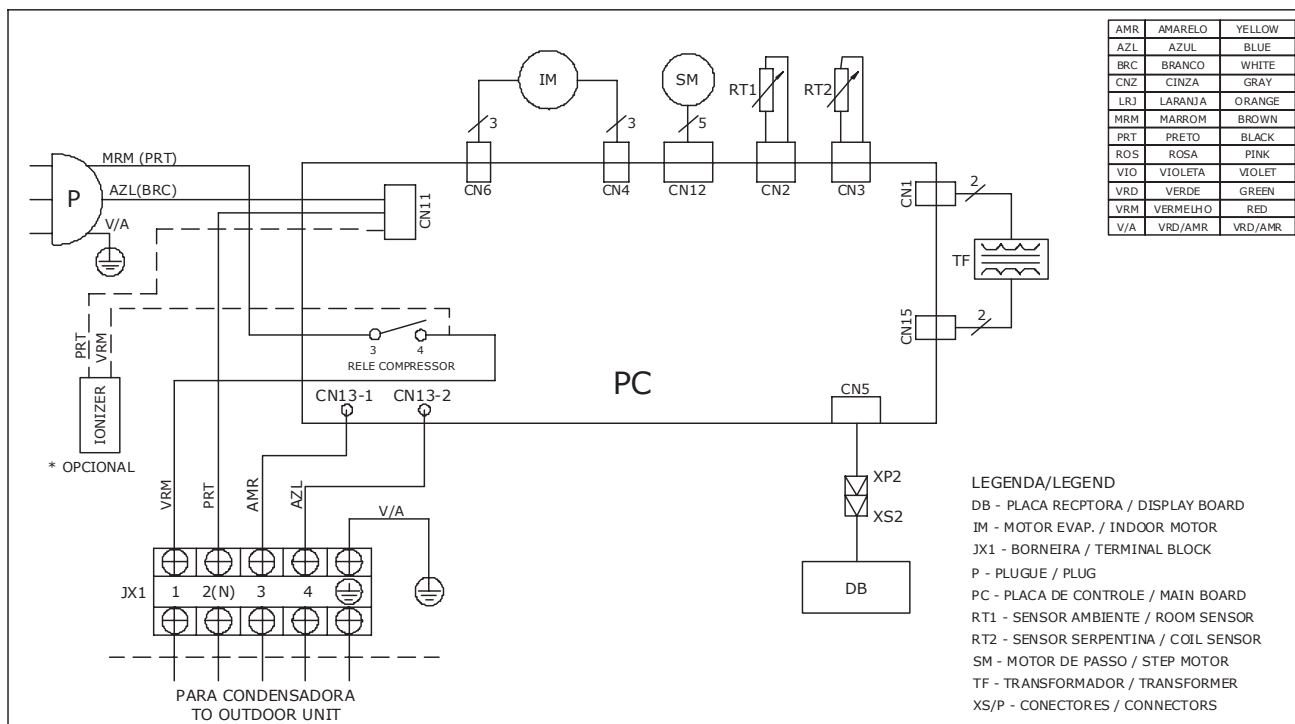 AMR AMARELO YELLOW
AZL AZUL BLUE
BRC BRANCO WHITE
CNZ CINZA GRAY
LRJ LARANJA ORANGE
MRM MARROM BROWN
PRT PRETO BLACK
ROS ROSA PINK
VIO VIOLETA VIOLET
VRD VERDE GREEN
VRM VERMELHO RED
V/A VRD/AMR VRD/AMR
IM
SM
RT1
RT2
3
3
5
CN6
CN4
CN12
CN2
CN3
MRM (PRT)
AZL(BRC)
P
V/A
CN11
CN1
2
TF
CN15
2
PRT
VRM
IONIZER
* OPCIONAL
3
4
RELE COMPRESSOR
CN13-1
CN13-2
PC
CN5
XP2
XS2
DB
VRM
PRT
AMR
AZL
V/A
JX1
1
2(N)
3
4
PARA CONDENSADORA
TO OUTDOOR UNIT
LEGENDA/LEGEND
DB - PLACA RECPTORA / DISPLAY BOARD
IM - MOTOR EVAP. / INDOOR MOTOR
JX1 - BORNEIRA / TERMINAL BLOCK
P - PLUGUE / PLUG
PC - PLACA DE CONTROLE / MAIN BOARD
RT1 - SENSOR AMBIENTE / ROOM SENSOR
RT2 - SENSOR SERPENTINA / COIL SENSOR
SM - MOTOR DE PASSO / STEP MOTOR
TF - TRANSFORMADOR / TRANSFORMER
XS/P - CONECTORES / CONNECTORS